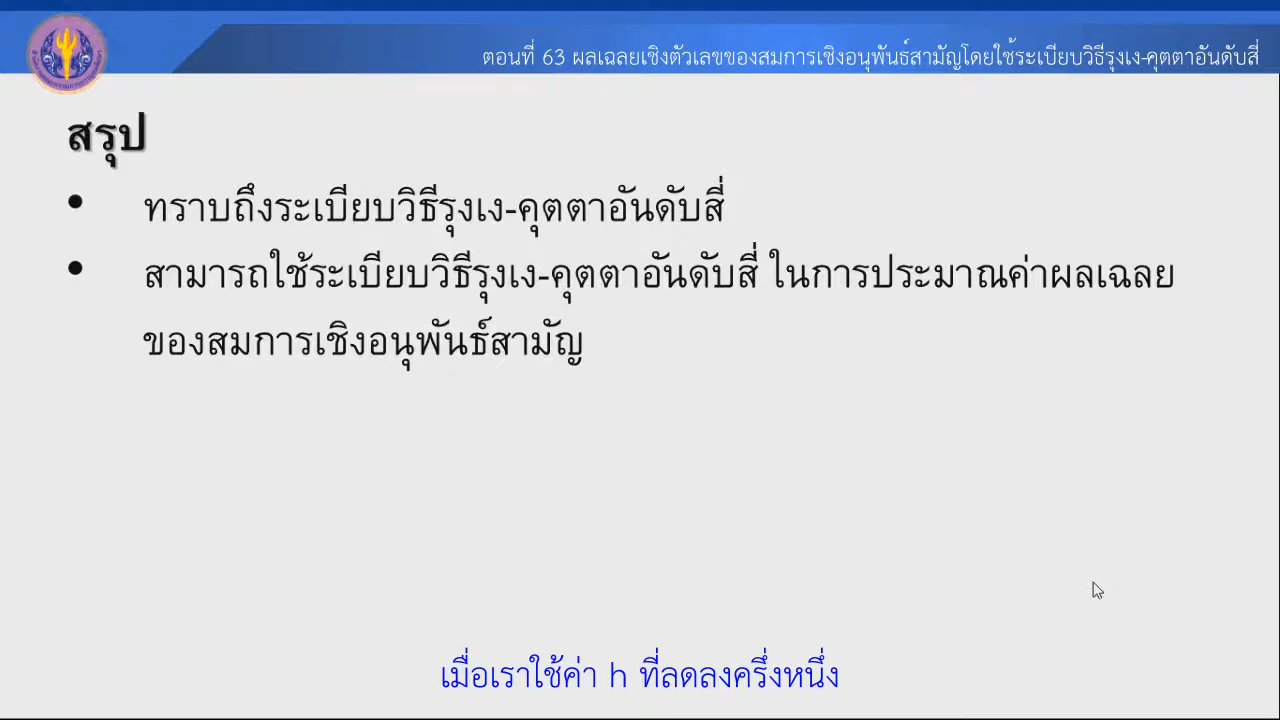 ตอนที่ 63 ผลเฉลยเชิงตัวเลขของสมการเชิงอนุพันธ์สามัญโดยใช้ระเบียบวิธีรุงเง-คุตตาอันดับสี่
สรุป
• ทราบถึงระเบียบวิธีรุงเง-คุตตาอันดับสี่
• สามารถใช้ระเบียบวิธีรุงเง-คุตตาอันดับสี่ ในการประมาณค่าผลเฉลย
ของสมการเชิงอนุพันธ์สามัญ
เมื่อเราใช้ค่า h ที่ลดลงครึ่งหนึ่ง